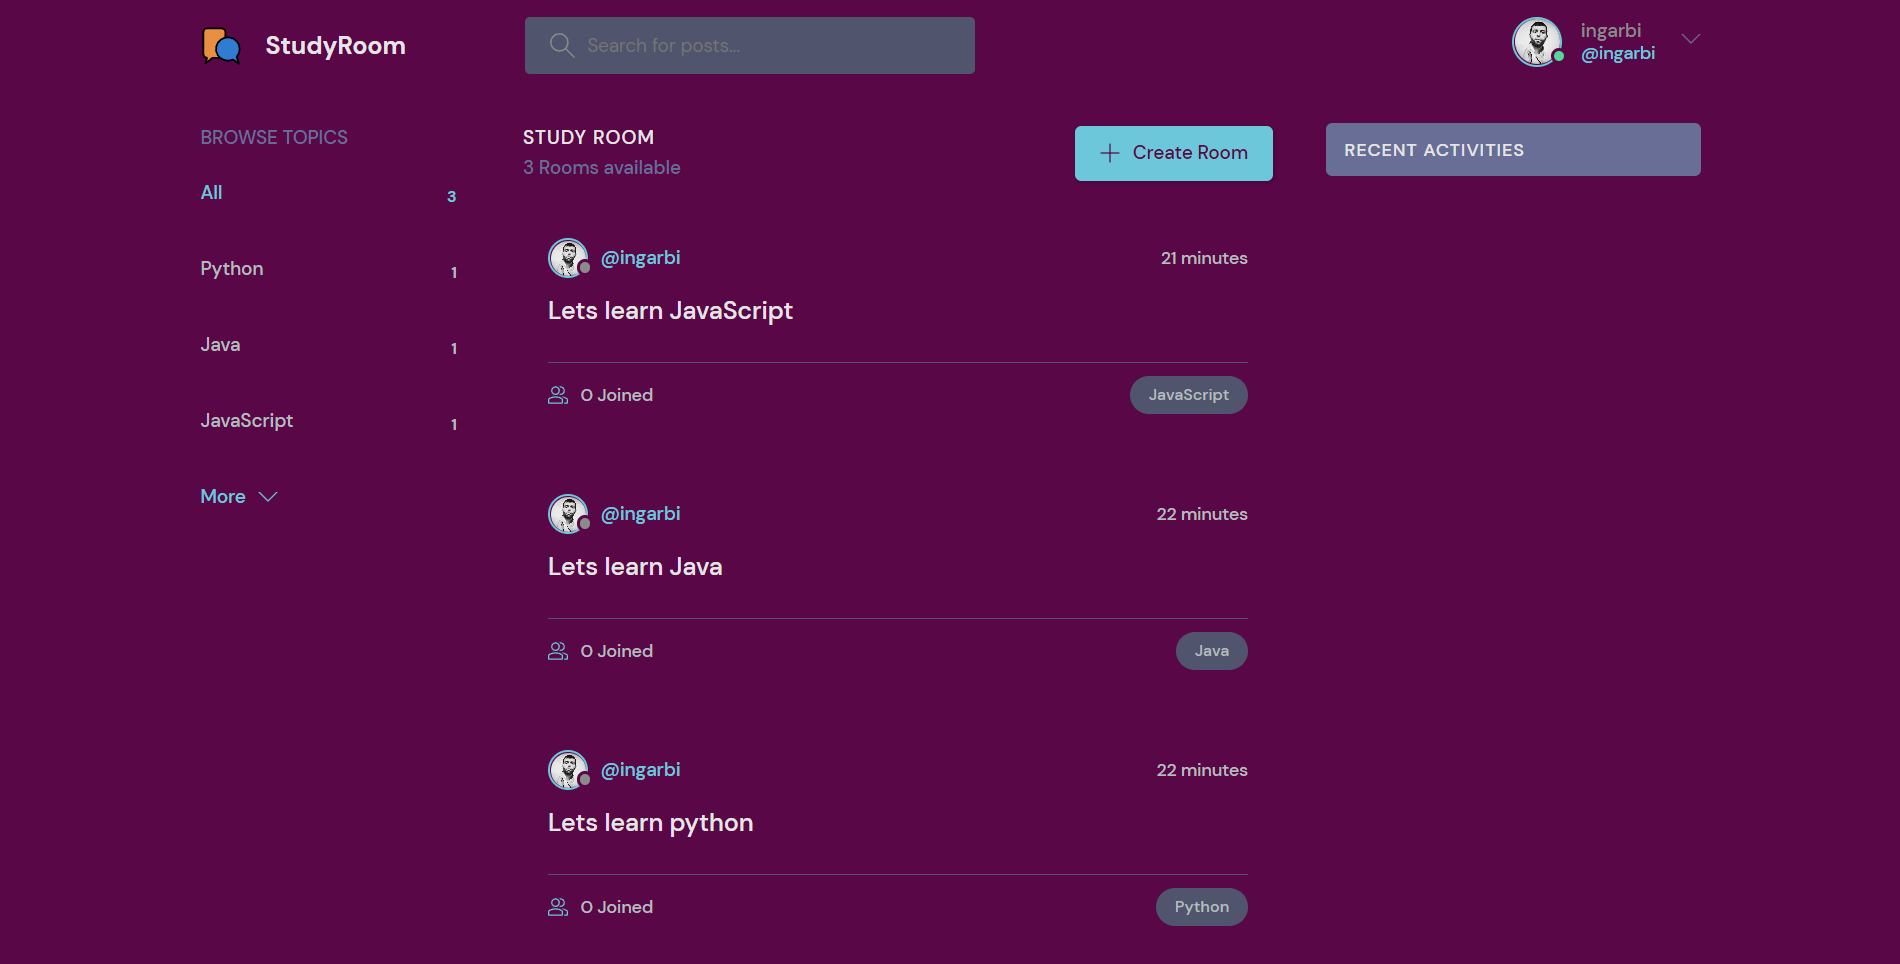 StudyRoom
Search for posts...
ingarbi
@ingarbi
BROWSE TOPICS
All 3
Python 1
Java 1
JavaScript 1
More
STUDY ROOM
3 Rooms available
Create Room
@ingarbi 21 minutes
Lets learn JavaScript
0 Joined JavaScript
@ingarbi 22 minutes
Lets learn Java
0 Joined Java
@ingarbi 22 minutes
Lets learn python
0 Joined Python
RECENT ACTIVITIES